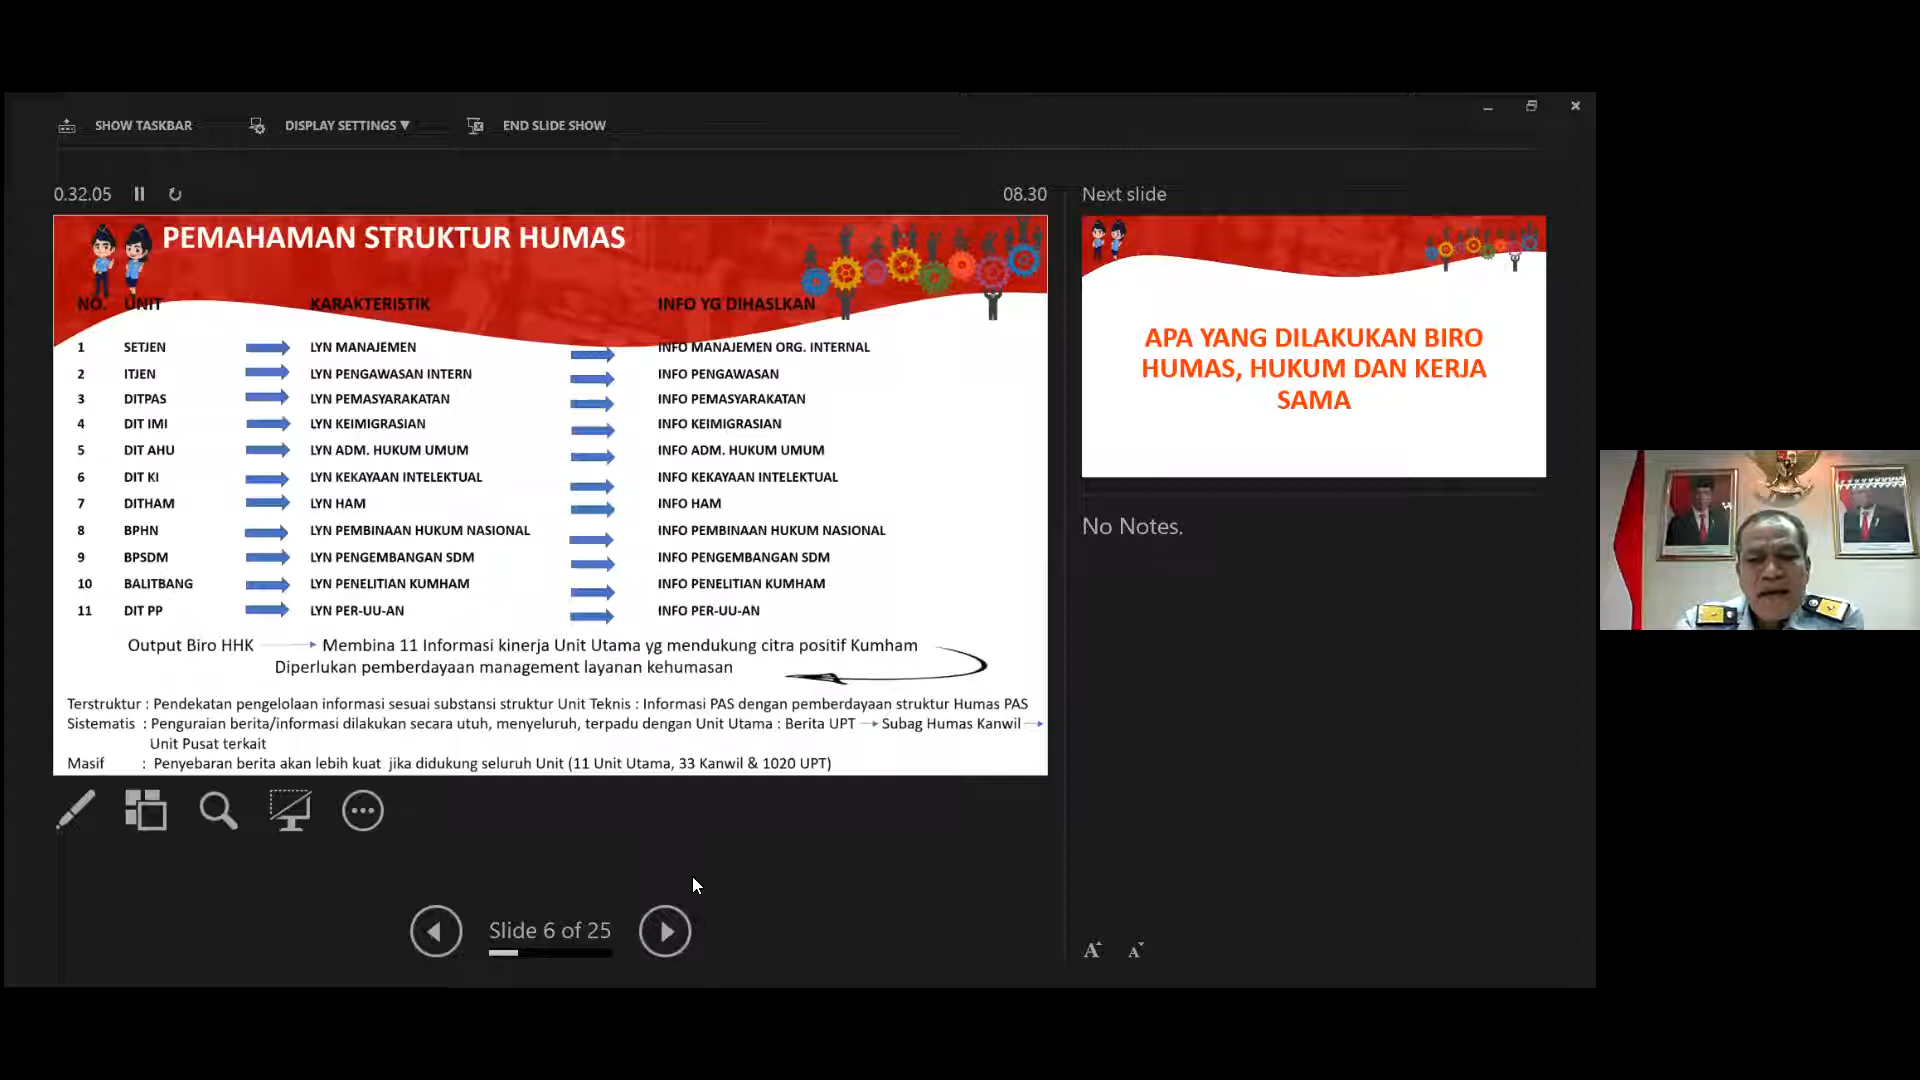 SHOW TASKBAR DISPLAY SETTINGS ▼ END SLIDE SHOW
0.32.05 08.30
PEMAHAMAN STRUKTUR HUMAS
NO. UNIT KARAKTERISTIK INFO YG DIHASLKAN
1 SETJEN LYN MANAJEMEN INFO MANAJEMEN ORG. INTERNAL
2 ITJEN LYN PENGAWASAN INTERN INFO PENGAWASAN
3 DITPAS LYN PEMASYARAKATAN INFO PEMASYARAKATAN
4 DIT IMI LYN KEIMIGRASIAN INFO KEIMIGRASIAN
5 DIT AHU LYN ADM. HUKUM UMUM INFO ADM. HUKUM UMUM
6 DIT KI LYN KEKAYAAN INTELEKTUAL INFO KEKAYAAN INTELEKTUAL
7 DITHAM LYN HAM INFO HAM
8 BPHN LYN PEMBINAAN HUKUM NASIONAL INFO PEMBINAAN HUKUM NASIONAL
9 BPSDM LYN PENGEMBANGAN SDM INFO PENGEMBANGAN SDM
10 BALITBANG LYN PENELITIAN KUMHAM INFO PENELITIAN KUMHAM
11 DIT PP LYN PER-UU-AN INFO PER-UU-AN
Output Biro HHK Membina 11 Informasi kinerja Unit Utama yg mendukung citra positif Kumham
Diperlukan pemberdayaan management layanan kehumasan
Terstruktur : Pendekatan pengelolaan informasi sesuai substansi struktur Unit Teknis : Informasi PAS dengan pemberdayaan struktur Humas PAS
Sistematis : Penguraian berita/informasi dilakukan secara utuh, menyeluruh, terpadu dengan Unit Utama : Berita UPT Subag Humas Kanwil
Unit Pusat terkait
Masif : Penyebaran berita akan lebih kuat jika didukung seluruh Unit (11 Unit Utama, 33 Kanwil & 1020 UPT)
Slide 6 of 25
Next slide
APA YANG DILAKUKAN BIRO
HUMAS, HUKUM DAN KERJA
SAMA
No Notes.
A A